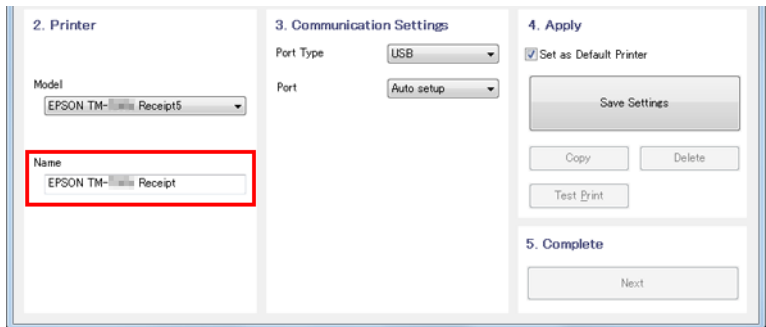 2. Printer
Model
EPSON TM- Receipt5
Name
EPSON TM- Receipt
3. Communication Settings
Port Type
USB
Port
Auto setup
4. Apply
Set as Default Printer
Save Settings
Copy
Delete
Test Print
5. Complete
Next